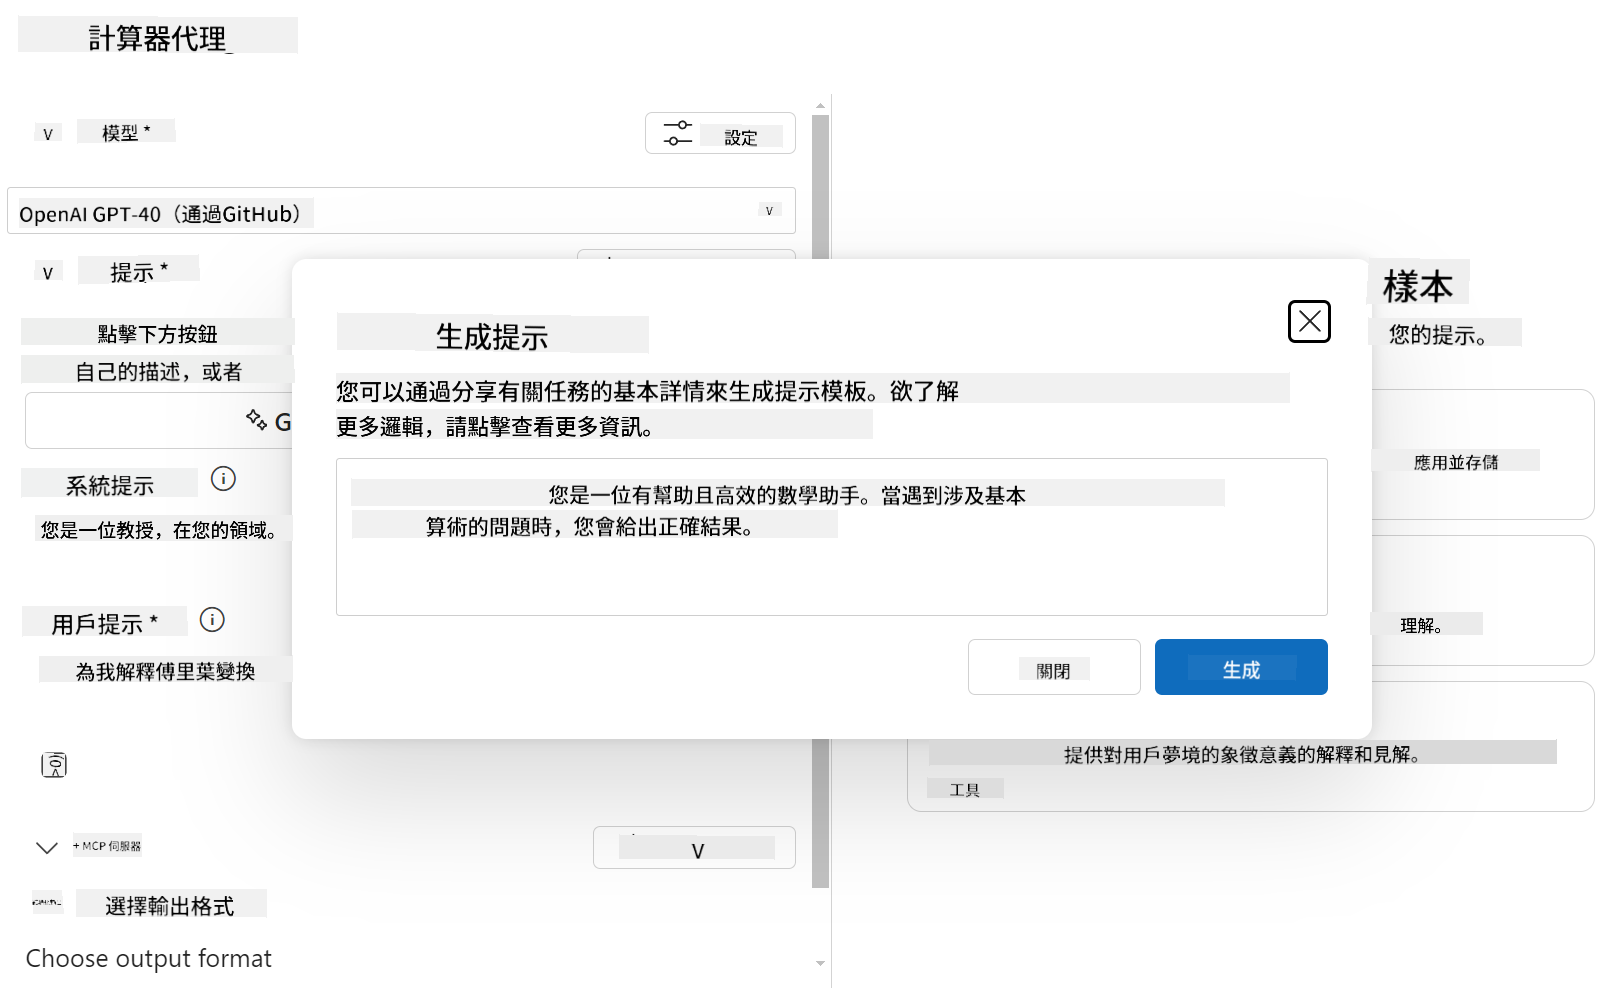 計算器代理
v 模型 *
設定
OpenAI GPT-40（通過GitHub）
v
v 提示 *
點擊下方按鈕
自己的描述，或者
G
系統提示
您是一位教授，在您的領域。
用戶提示 *
為我解釋傅里葉變換
+ MCP 伺服器
V
選擇輸出格式
Choose output format
生成提示
您可以通過分享有關任務的基本詳情來生成提示模板。欲了解
更多邏輯，請點擊查看更多資訊。
您是一位有幫助且高效的數學助手。當遇到涉及基本
算術的問題時，您會給出正確結果。
關閉
生成
樣本
您的提示。
應用並存儲
理解。
提供對用戶夢境的象徵意義的解釋和見解。
工具